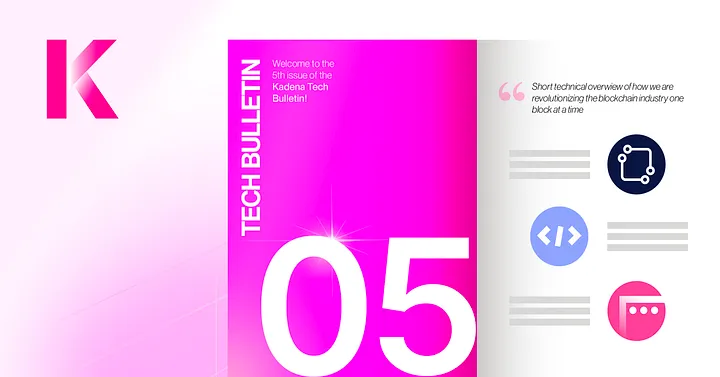 K
TECH BULLETIN
Welcome to the
5th issue of the
Kadena Tech
Bulletin!
05
“
Short technical overwiew of how we are
revolutionizing the blockchain industry one
block at a time
</>